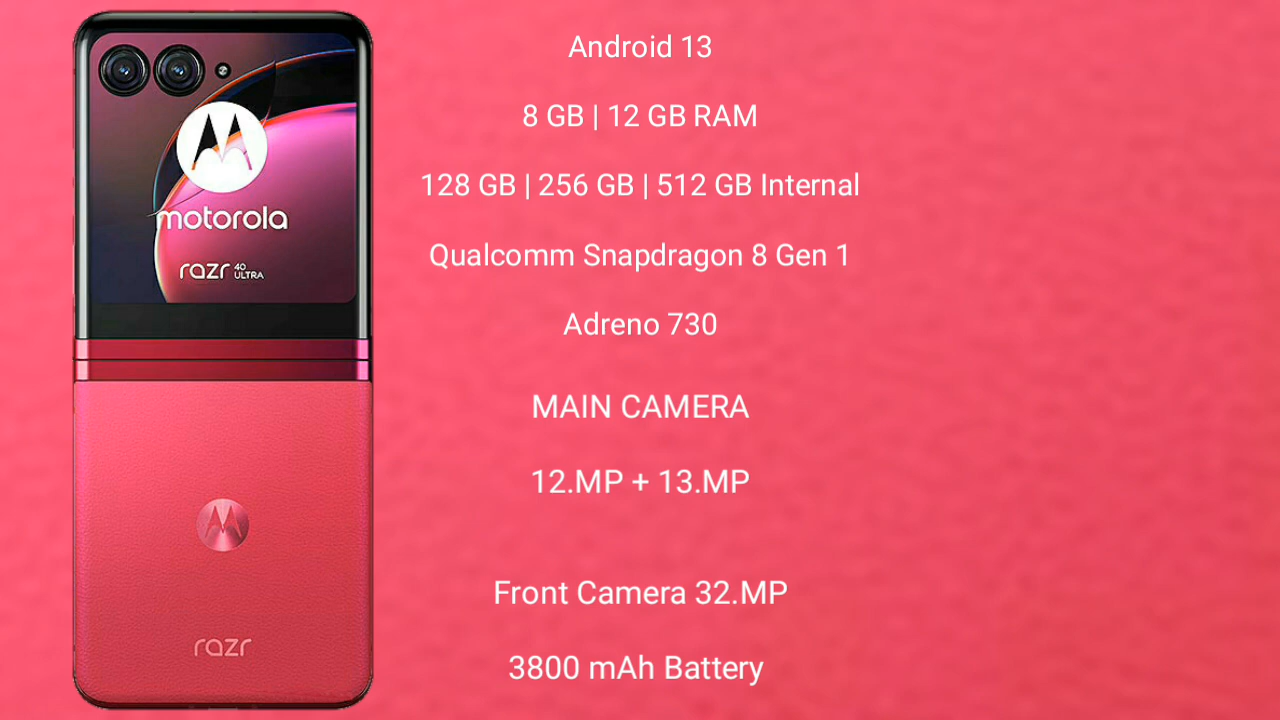 motorola
razr 40 ULTRA
razr
Android 13
8 GB | 12 GB RAM
128 GB | 256 GB | 512 GB Internal
Qualcomm Snapdragon 8 Gen 1
Adreno 730
MAIN CAMERA
12.MP + 13.MP
Front Camera 32.MP
3800 mAh Battery